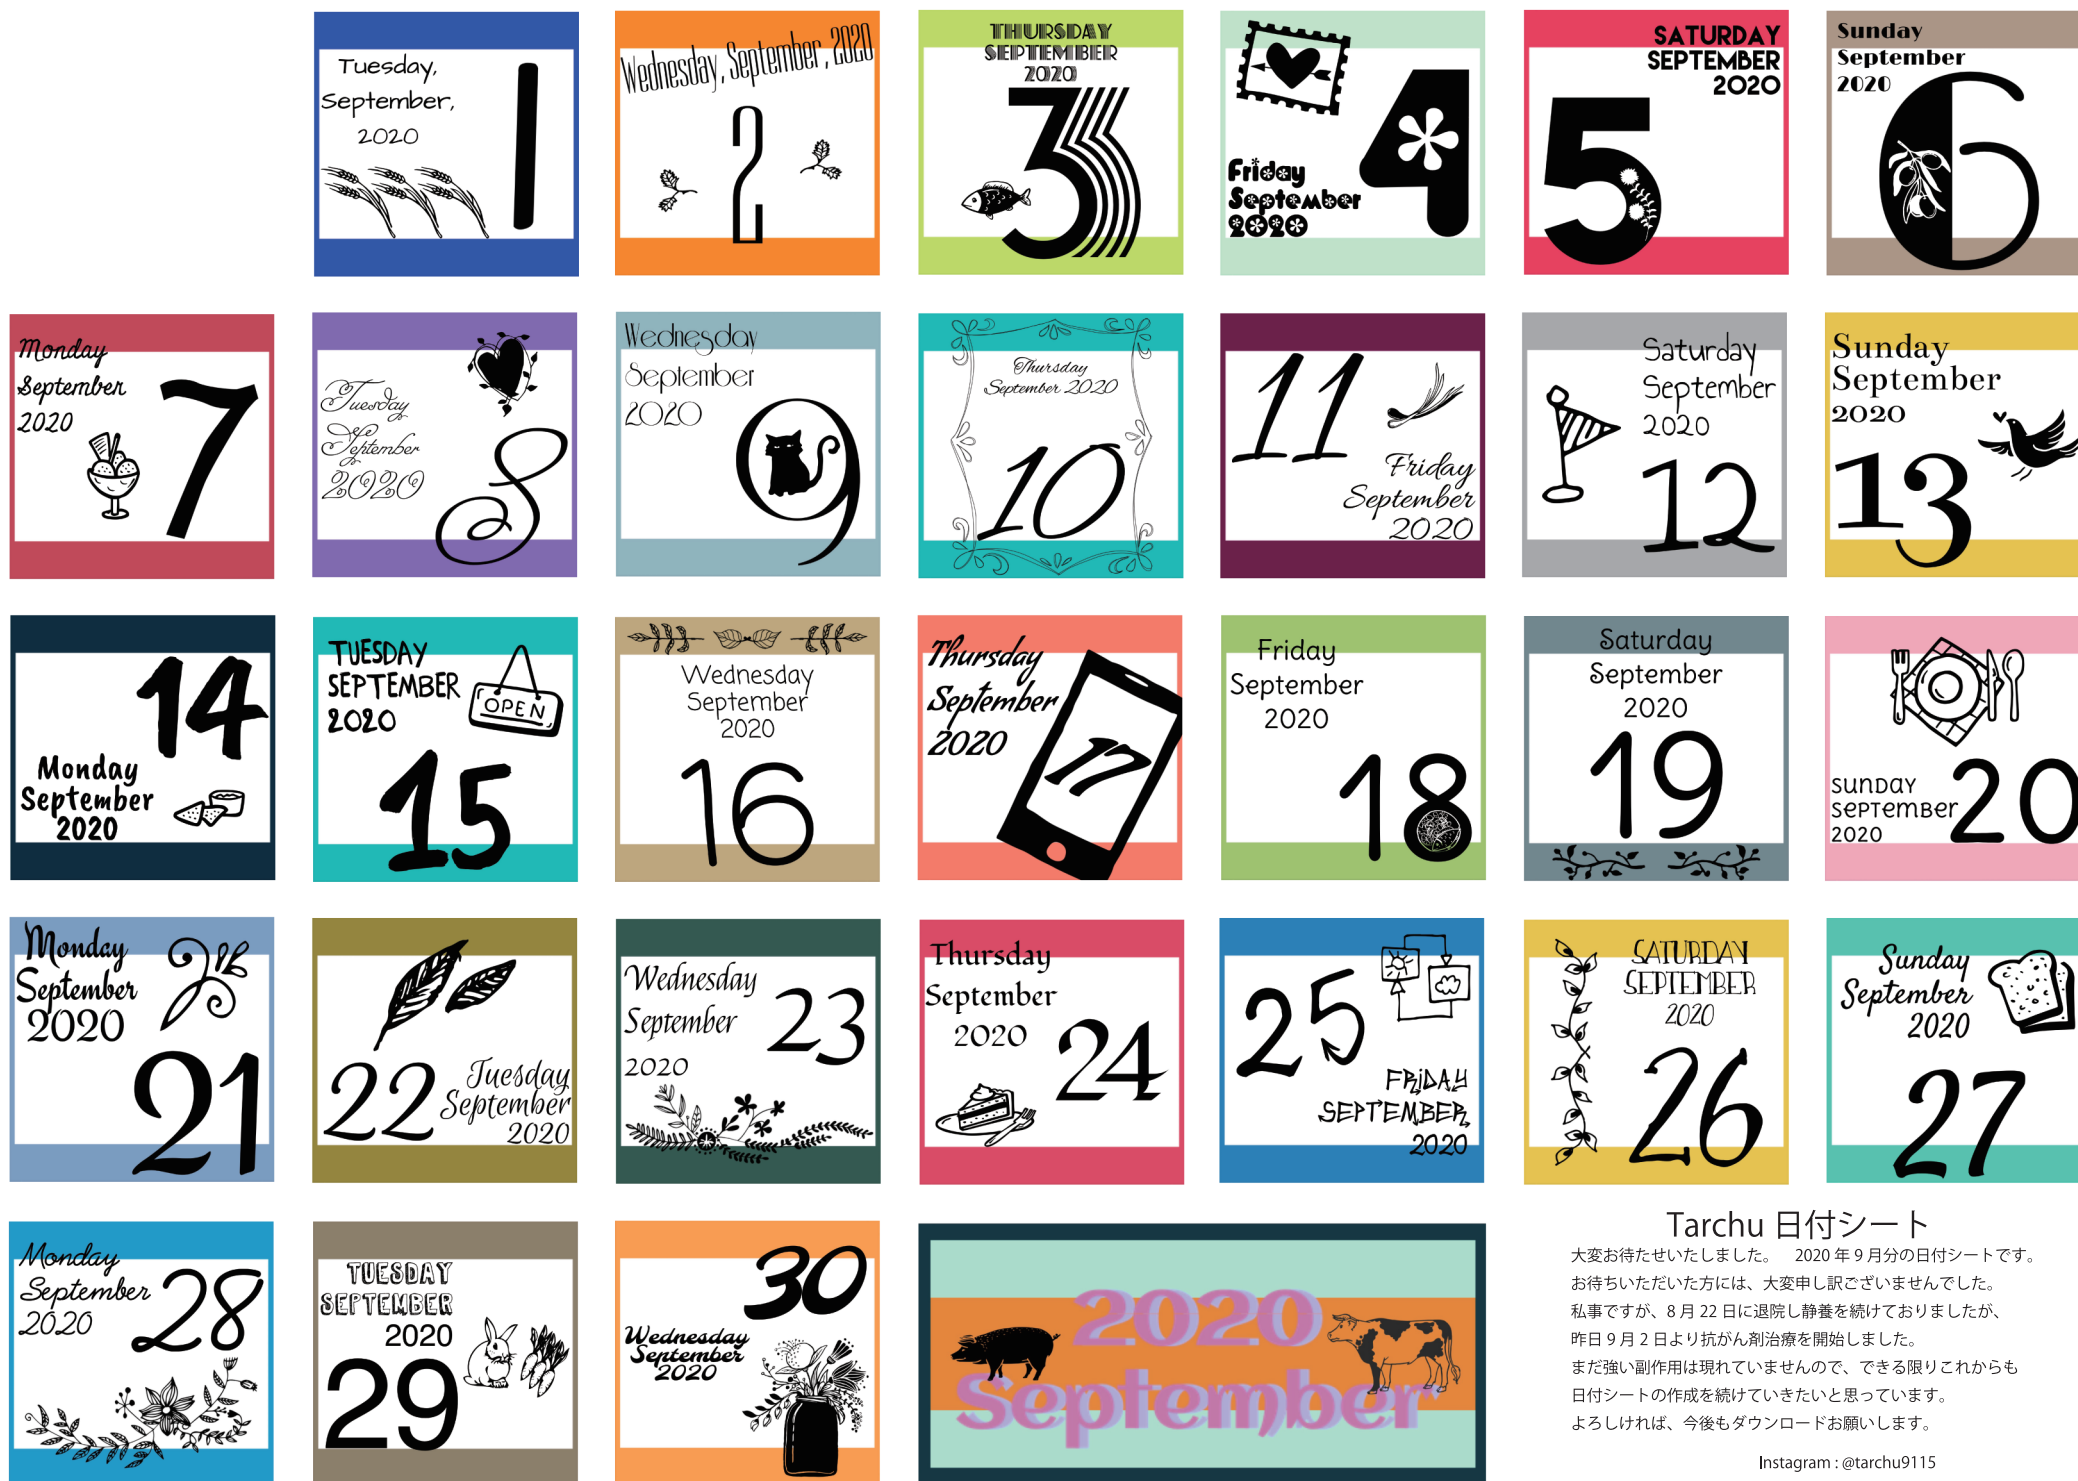 Tuesday,
September,
2020
1
Wednesday, September, 2020
2
THURSDAY
SEPTEMBER
2020
3
Friday
September
2020
4
SATURDAY
SEPTEMBER
2020
5
Sunday
September
2020
6
Monday
September
2020
7
Tuesday
September
2020
8
Wednesday
September
2020
9
Thursday
September 2020
10
11
Friday
September
2020
Saturday
September
2020
12
Sunday
September
2020
13
14
Monday
September
2020
TUESDAY
SEPTEMBER
2020
OPEN
15
Wednesday
September
2020
16
Thursday
September
2020
17
Friday
September
2020
18
Saturday
September
2020
19
SUNDAY
SEPTEMBER
2020
20
Monday
September
2020
21
22
Tuesday
September
2020
Wednesday
September
2020
23
Thursday
September
2020
24
25
FRiDAY
SEPTEMBER
2020
SATURDAY
SEPTEMBER
2020
26
Sunday
September
2020
27
Monday
September
2020
28
TUESDAY
SEPTEMBER
2020
29
30
Wednesday
September
2020
2020
September
Tarchu 日付シート
大変お待たせいたしました。　2020 年 9 月分の日付シートです。
お待ちいただいた方には、大変申し訳ございませんでした。
私事ですが、8 月 22 日に退院し静養を続けておりましたが、
昨日 9 月 2 日より抗がん剤治療を開始しました。
まだ強い副作用は現れていませんので、できる限りこれからも
日付シートの作成を続けていきたいと思っています。
よろしければ、今後もダウンロードお願いします。
Instagram : @tarchu9115